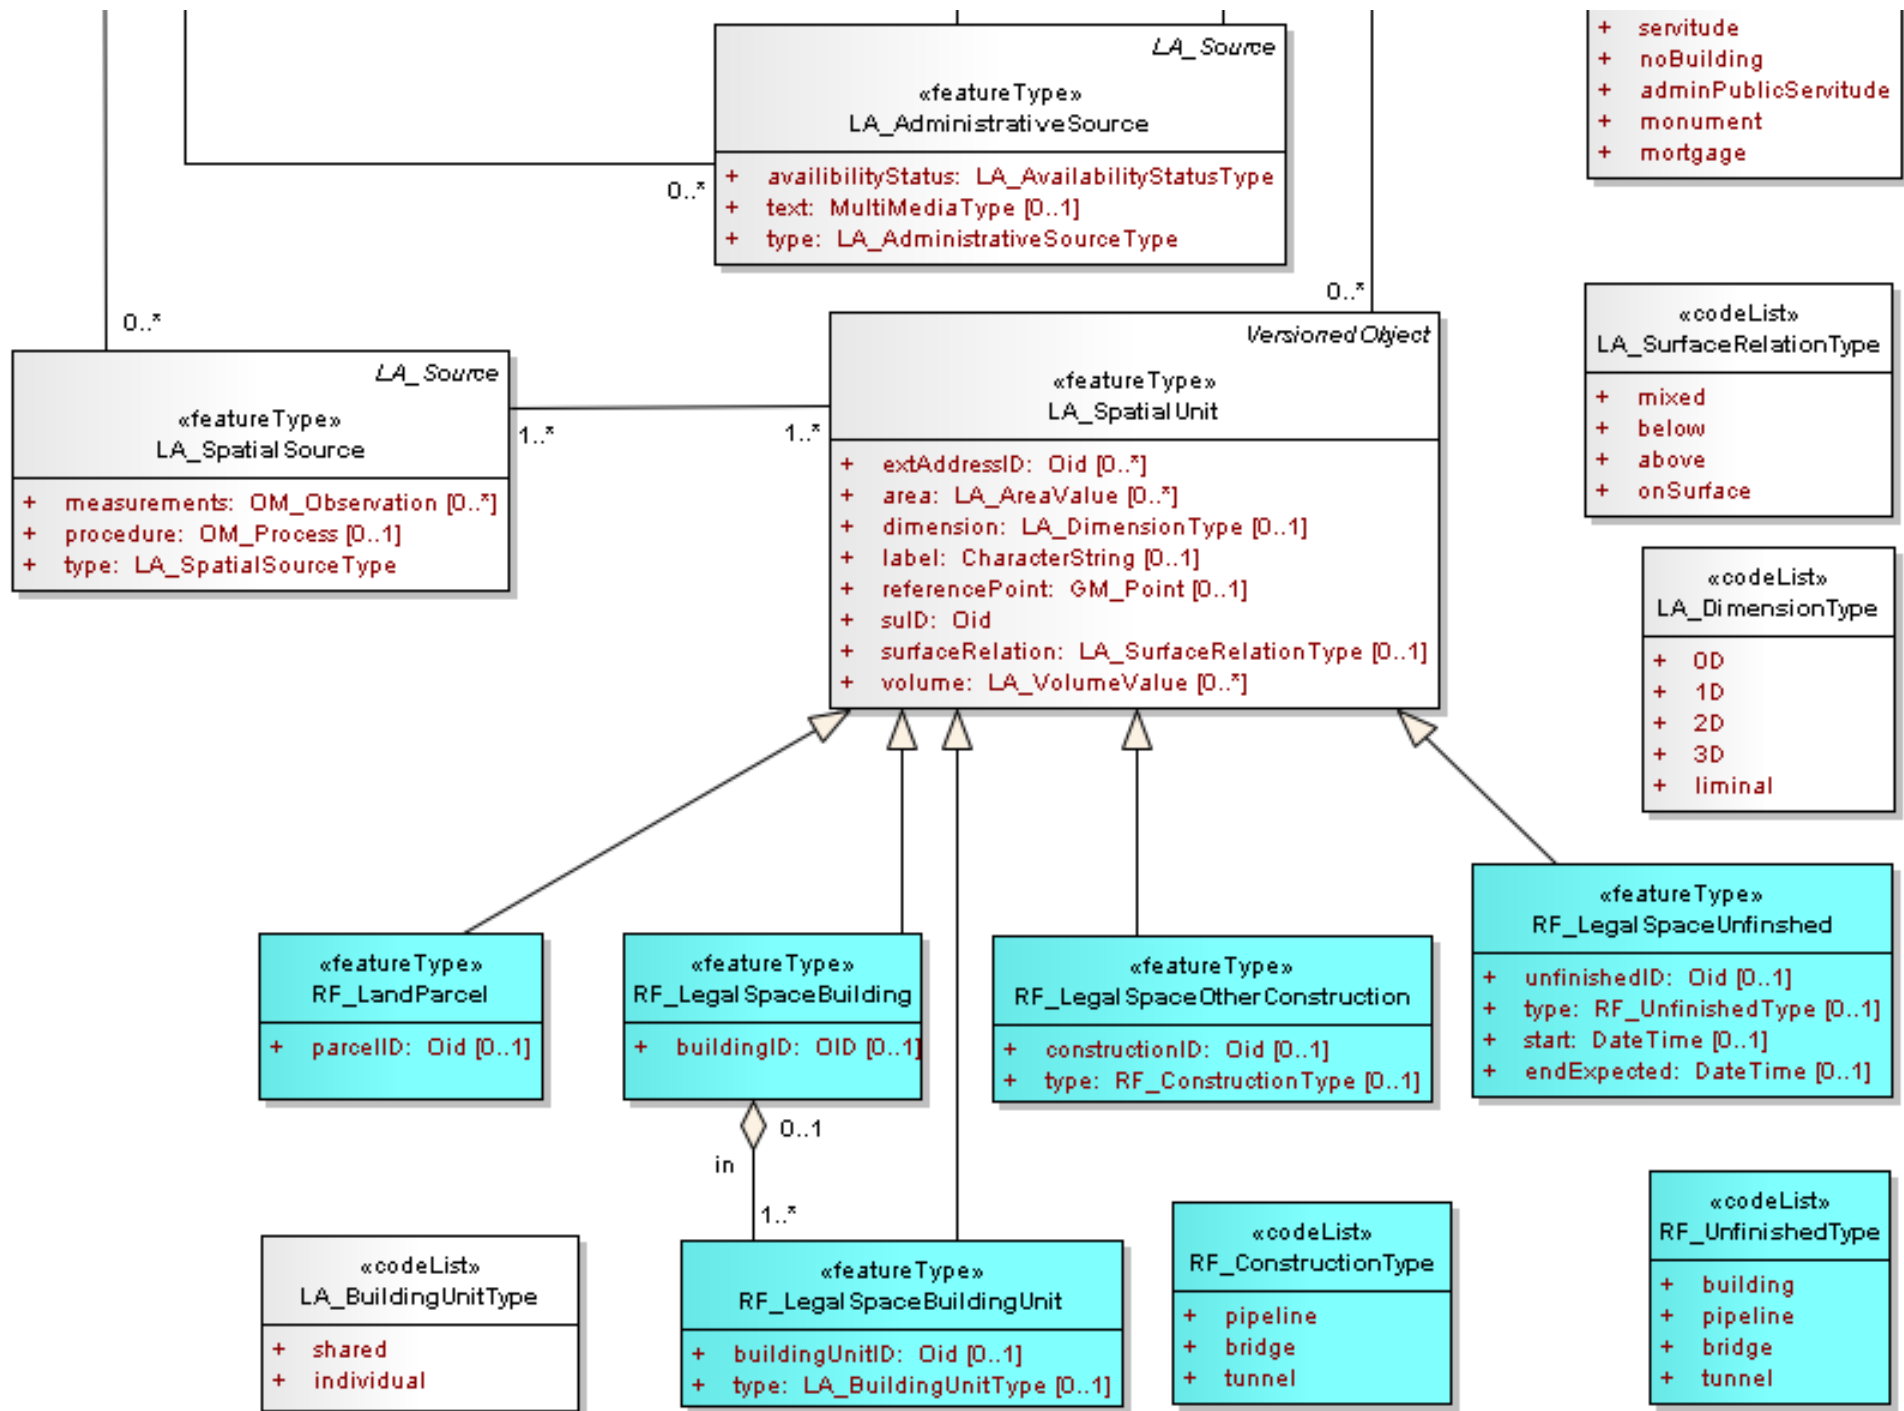 LA_Source
«featureType»
LA_AdministrativeSource
+ availibilityStatus: LA_AvailabilityStatusType
+ text: MultiMediaType [0..1]
+ type: LA_AdministrativeSourceType
0..*
+ servitude
+ noBuilding
+ adminPublicServitude
+ monument
+ mortgage
0..*
0..*
LA_Source
«featureType»
LA_SpatialSource
+ measurements: OM_Observation [0..*]
+ procedure: OM_Process [0..1]
+ type: LA_SpatialSourceType
1..*
1..*
VersionredObject
«featureType»
LA_SpatialUnit
+ extAddressID: Oid [0..*]
+ area: LA_AreaValue [0..*]
+ dimension: LA_DimensionType [0..1]
+ label: CharacterString [0..1]
+ referencePoint: GM_Point [0..1]
+ suID: Oid
+ surfaceRelation: LA_SurfaceRelationType [0..1]
+ volume: LA_VolumeValue [0..*]
«codeList»
LA_SurfaceRelationType
+ mixed
+ below
+ above
+ onSurface
«codeList»
LA_DimensionType
+ 0D
+ 1D
+ 2D
+ 3D
+ liminal
«featureType»
RF_LandParcel
+ parcelID: Oid [0..1]
«featureType»
RF_LegalSpaceBuilding
+ buildingID: OID [0..1]
«featureType»
RF_LegalSpaceOtherConstruction
+ constructionID: Oid [0..1]
+ type: RF_ConstructionType [0..1]
«featureType»
RF_LegalSpaceUnfinshed
+ unfinishedID: Oid [0..1]
+ type: RF_UnfinishedType [0..1]
+ start: DateTime [0..1]
+ endExpected: DateTime [0..1]
0..1
in
1..*
«codeList»
LA_BuildingUnitType
+ shared
+ individual
«featureType»
RF_LegalSpaceBuildingUnit
+ buildingUnitID: Oid [0..1]
+ type: LA_BuildingUnitType [0..1]
«codeList»
RF_ConstructionType
+ pipeline
+ bridge
+ tunnel
«codeList»
RF_UnfinishedType
+ building
+ pipeline
+ bridge
+ tunnel